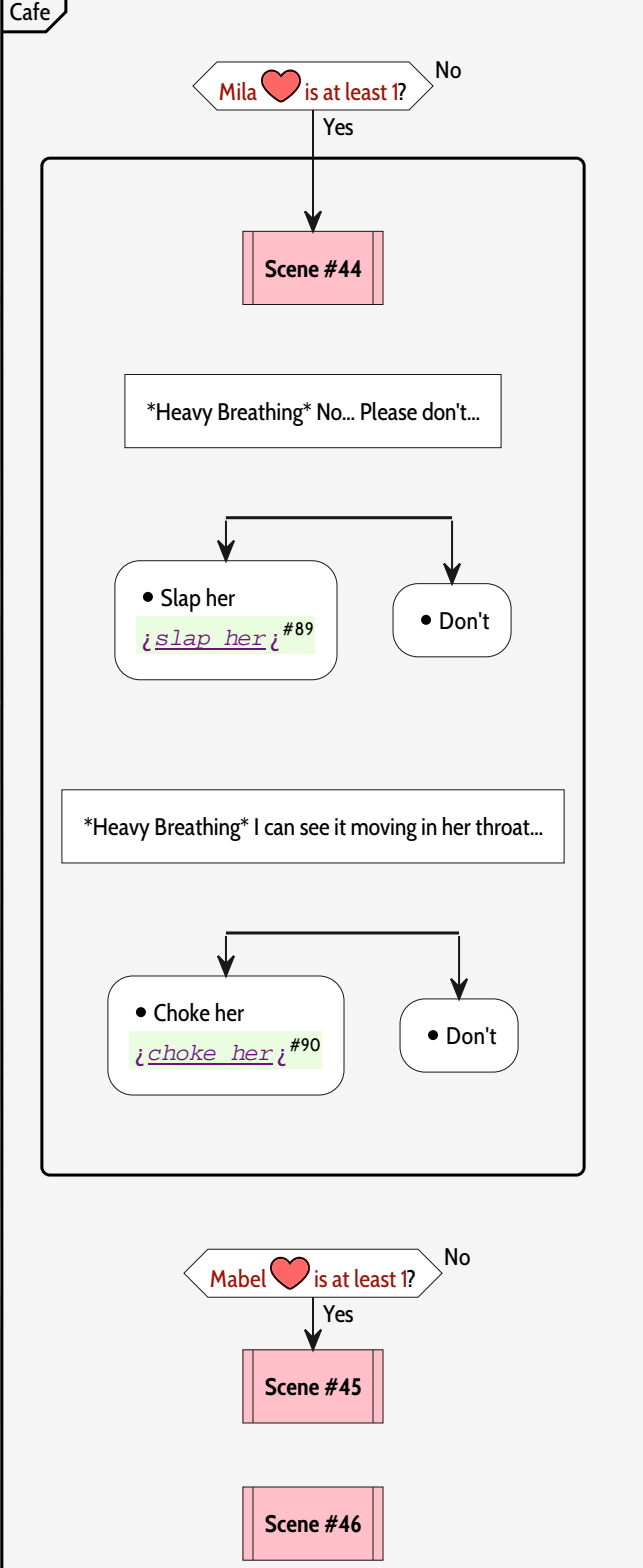 Cafe
Mila is at least 1?
No
Yes
Scene #44
*Heavy Breathing* No... Please don't...
• Slap her
¿slap her¿#89
• Don't
*Heavy Breathing* I can see it moving in her throat...
• Choke her
¿choke her¿#90
• Don't
Mabel is at least 1?
No
Yes
Scene #45
Scene #46